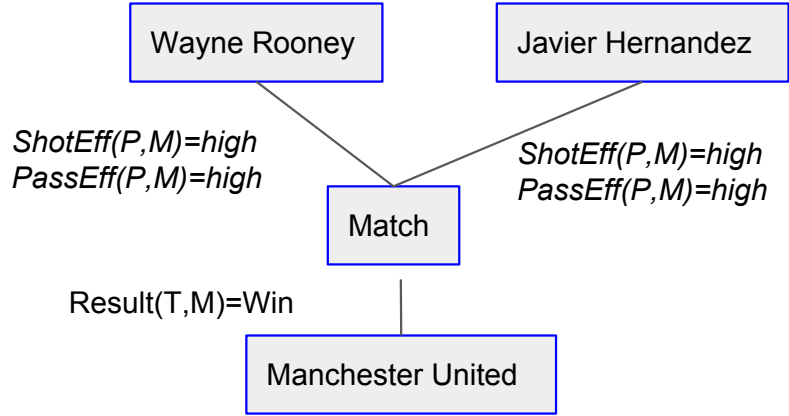 Wayne Rooney
Javier Hernandez
ShotEff(P,M)=high
PassEff(P,M)=high
ShotEff(P,M)=high
PassEff(P,M)=high
Match
Result(T,M)=Win
Manchester United